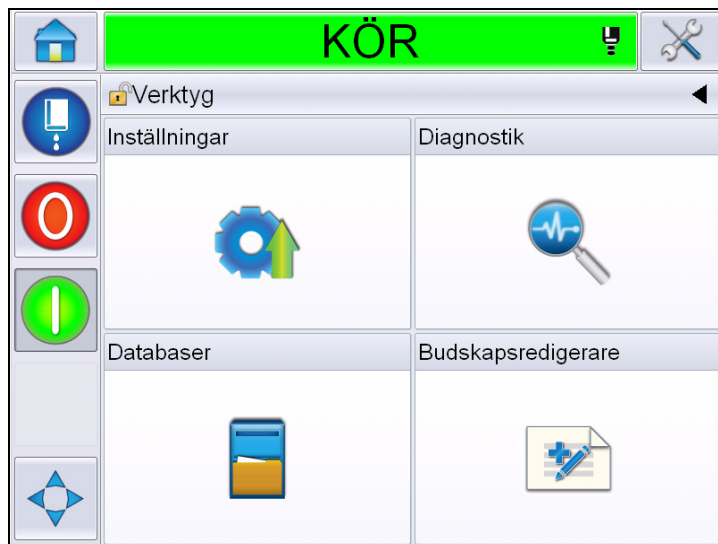 KÖR
Verktyg
Inställningar
Diagnostik
Databaser
Budskapsredigerare